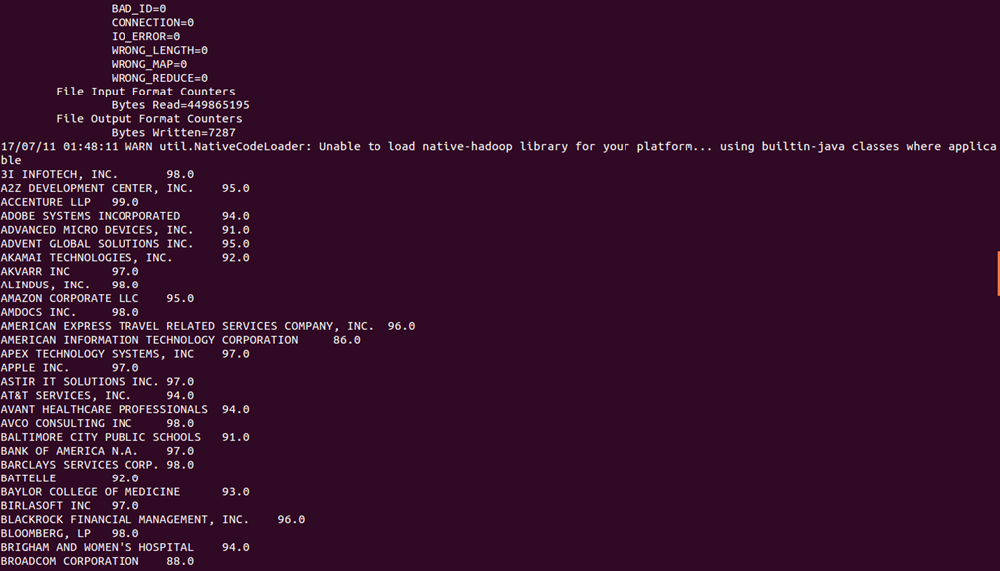 BAD_ID=0
CONNECTION=0
IO_ERROR=0
WRONG_LENGTH=0
WRONG_MAP=0
WRONG_REDUCE=0
File Input Format Counters
Bytes Read=449865195
File Output Format Counters
Bytes Written=7287
17/07/11 01:48:11 WARN util.NativeCodeLoader: Unable to load native-hadoop library for your platform... using builtin-java classes where applica
ble
3I INFOTECH, INC. 98.0
A2Z DEVELOPMENT CENTER, INC. 95.0
ACCENTURE LLP 99.0
ADOBE SYSTEMS INCORPORATED 94.0
ADVANCED MICRO DEVICES, INC. 91.0
ADVENT GLOBAL SOLUTIONS INC. 95.0
AKAMAI TECHNOLOGIES, INC. 92.0
AKVARR INC 97.0
ALINDUS, INC. 98.0
AMAZON CORPORATE LLC 95.0
AMDOCS INC. 98.0
AMERICAN EXPRESS TRAVEL RELATED SERVICES COMPANY, INC. 96.0
AMERICAN INFORMATION TECHNOLOGY CORPORATION 86.0
APEX TECHNOLOGY SYSTEMS, INC 97.0
APPLE INC. 97.0
ASTIR IT SOLUTIONS INC. 97.0
AT&T SERVICES, INC. 94.0
AVANT HEALTHCARE PROFESSIONALS 94.0
AVCO CONSULTING INC 98.0
BALTIMORE CITY PUBLIC SCHOOLS 91.0
BANK OF AMERICA N.A. 97.0
BARCLAYS SERVICES CORP. 98.0
BATTELLE 92.0
BAYLOR COLLEGE OF MEDICINE 93.0
BIRLASOFT INC 97.0
BLACKROCK FINANCIAL MANAGEMENT, INC. 96.0
BLOOMBERG, LP 98.0
BRIGHAM AND WOMEN'S HOSPITAL 94.0
BROADCOM CORPORATION 88.0